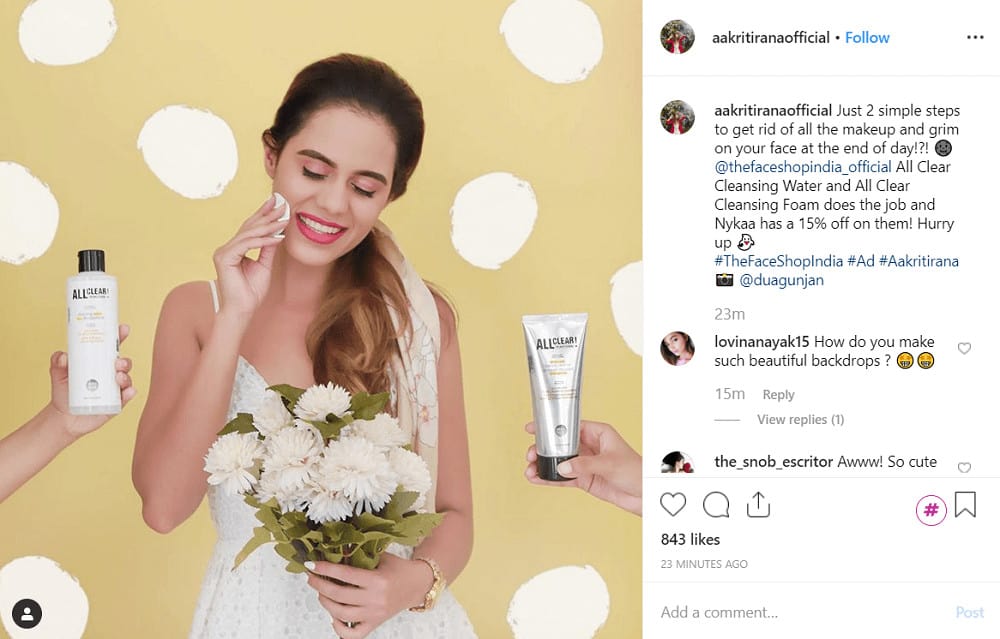 ALL CLEAR!
ALL CLEAR!
aakritiranaofficial • Follow
aakritiranaofficial Just 2 simple steps
to get rid of all the makeup and grim
on your face at the end of day!?! 🌚
@thefaceshopindia_official All Clear
Cleansing Water and All Clear
Cleansing Foam does the job and
Nykaa has a 15% off on them! Hurry
up 👻
#TheFaceShopIndia #Ad #Aakritirana
📸 @duagunjan
23m
lovinanayak15 How do you make
such beautiful backdrops ? 😁😁
15m Reply
View replies (1)
the_snob_escritor Awww! So cute
#
843 likes
23 MINUTES AGO
Add a comment... Post